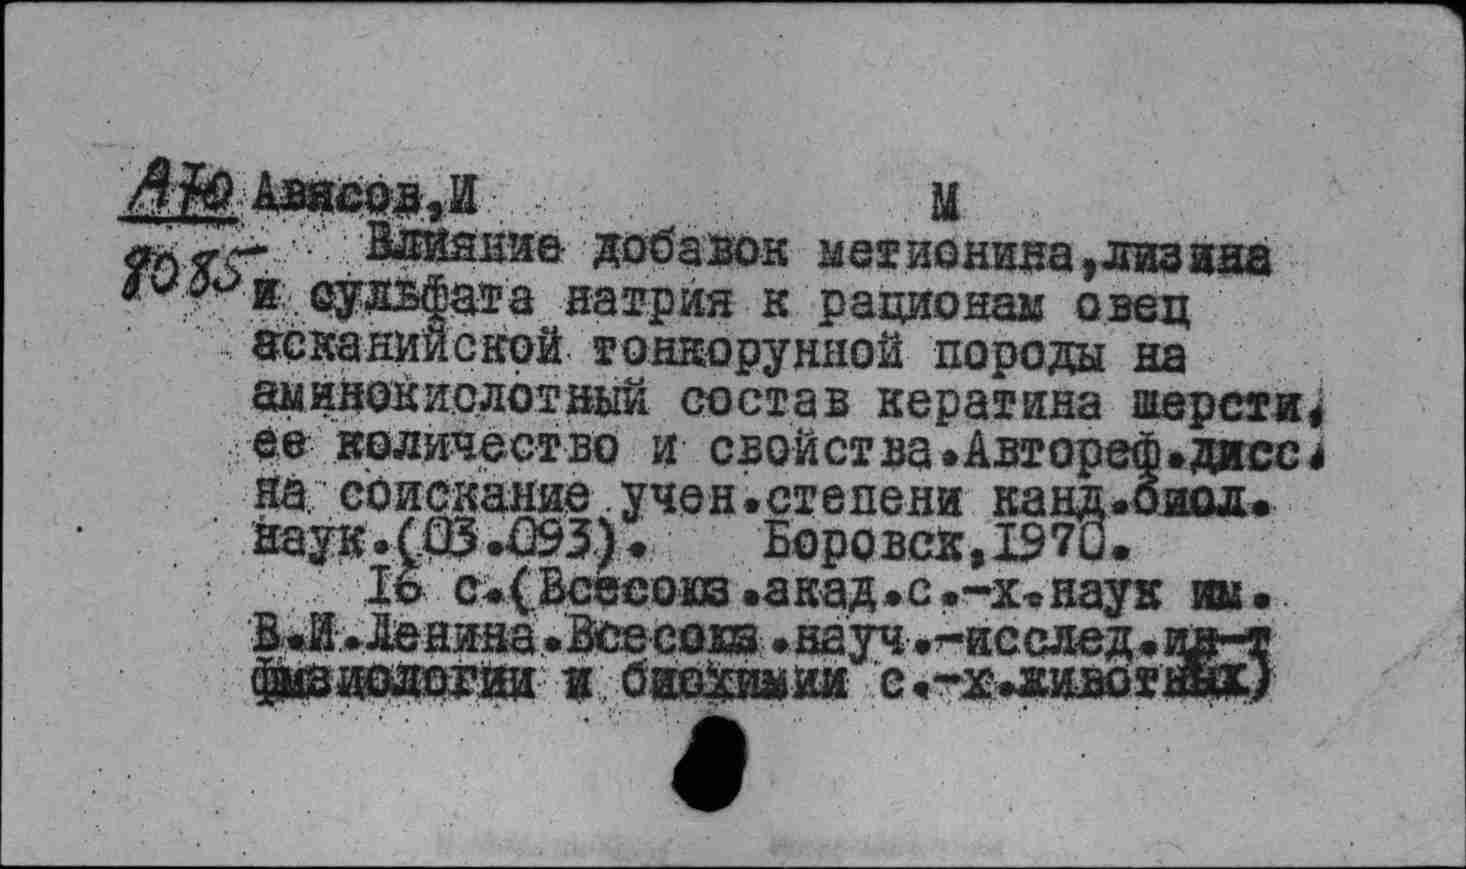 Авясов,И М
Влияние добавок метионина,лизина
8085 и сульфата натрия к рационам овец
асканийской тонкорунной породы на
аминокислотный состав кератина шерсти,
ее количество и свойства.Автореф.дисс.
на соискание учен.степени канд.биол.
наук.(03.093). Боровск,1970.
16 с.(Всесоюз.акад.с.-х.наук им.
В.И.Ленина.Всесоюз.науч.-исслед.ин-т
физиологии и биохимии с.-х.животных)